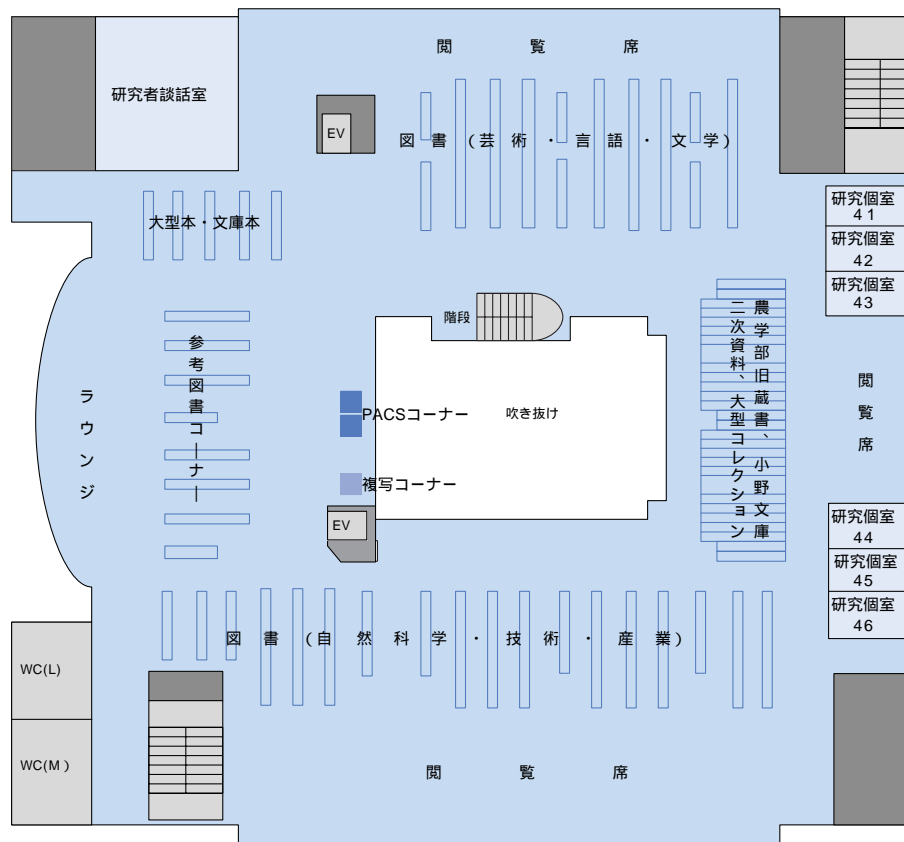 閲覧席
研究者談話室
EV
図書(芸術・言語・文学)
大型本・文庫本
研究個室
41
研究個室
42
研究個室
43
階段
参考図書コーナー
ラウンジ
PACSコーナー
吹き抜け
複写コーナー
EV
農学部旧蔵書、小野文庫
二次資料、大型コレクション
閲覧席
研究個室
44
研究個室
45
研究個室
46
図書(自然科学・技術・産業)
WC(L)
WC(M)
閲覧席